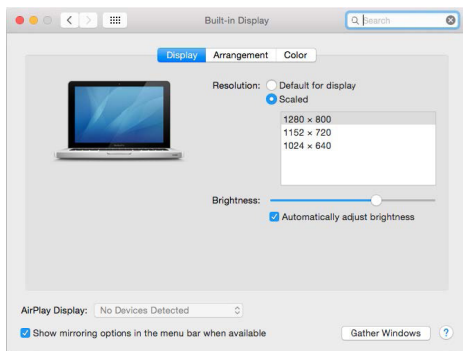 Built-in Display
Search
Display Arrangement Color
Resolution: Default for display
Scaled
1280 × 800
1152 × 720
1024 × 640
Brightness:
Automatically adjust brightness
AirPlay Display: No Devices Detected
Show mirroring options in the menu bar when available
Gather Windows ?